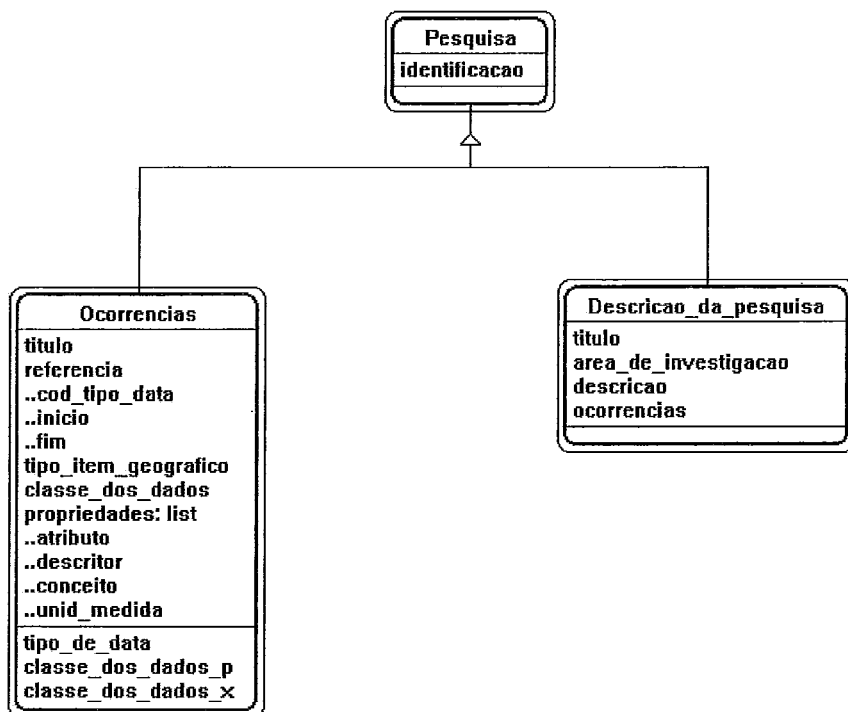 Pesquisa
identificacao
Ocorrencias
titulo
referencia
..cod_tipo_data
..inicio
..fim
tipo_item_geografico
classe_dos_dados
propriedades: list
..atributo
..descritor
..conceito
..unid_medida
tipo_de_data
classe_dos_dados_p
classe_dos_dados_x
Descricao_da_pesquisa
titulo
area_de_investigacao
descricao
ocorrencias